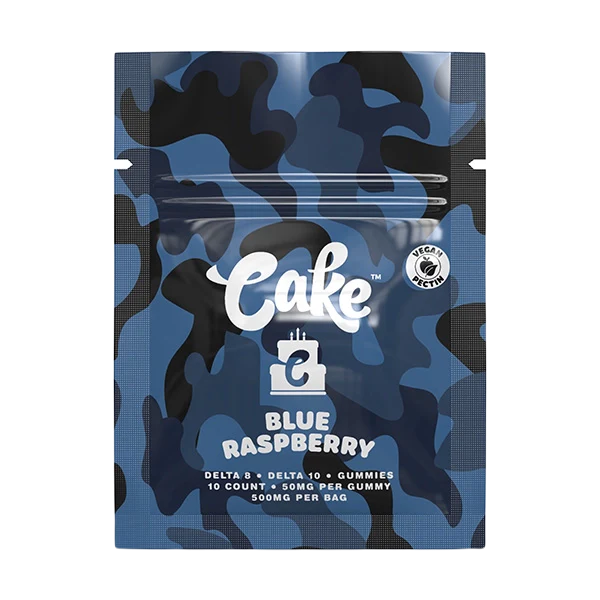 Cake™
VEGAN
PECTIN
C
BLUE
RASPBERRY
DELTA 8 • DELTA 10 • GUMMIES
10 COUNT • 50MG PER GUMMY
500MG PER BAG